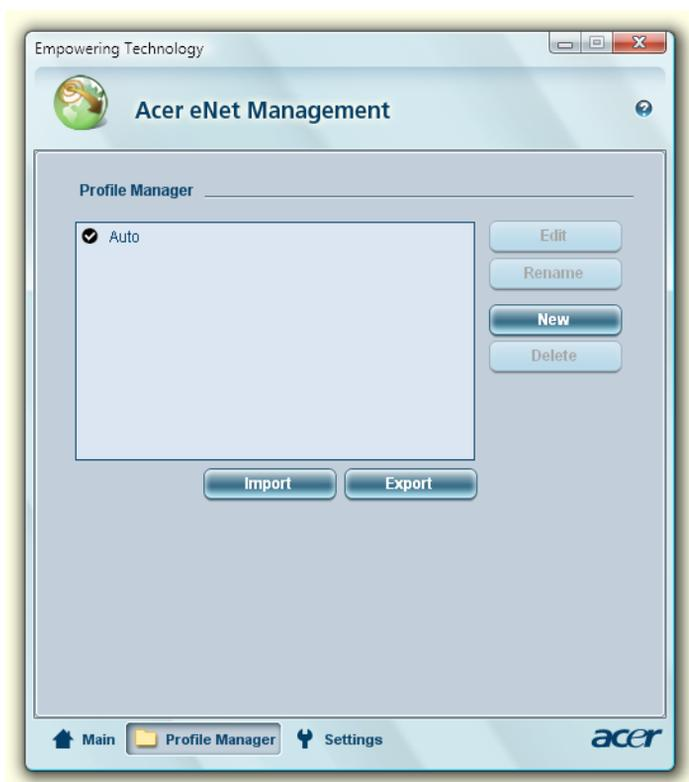 Empowering Technology
Acer eNet Management
Profile Manager
Auto
Edit
Rename
New
Delete
Import
Export
Main
Profile Manager
Settings
acer